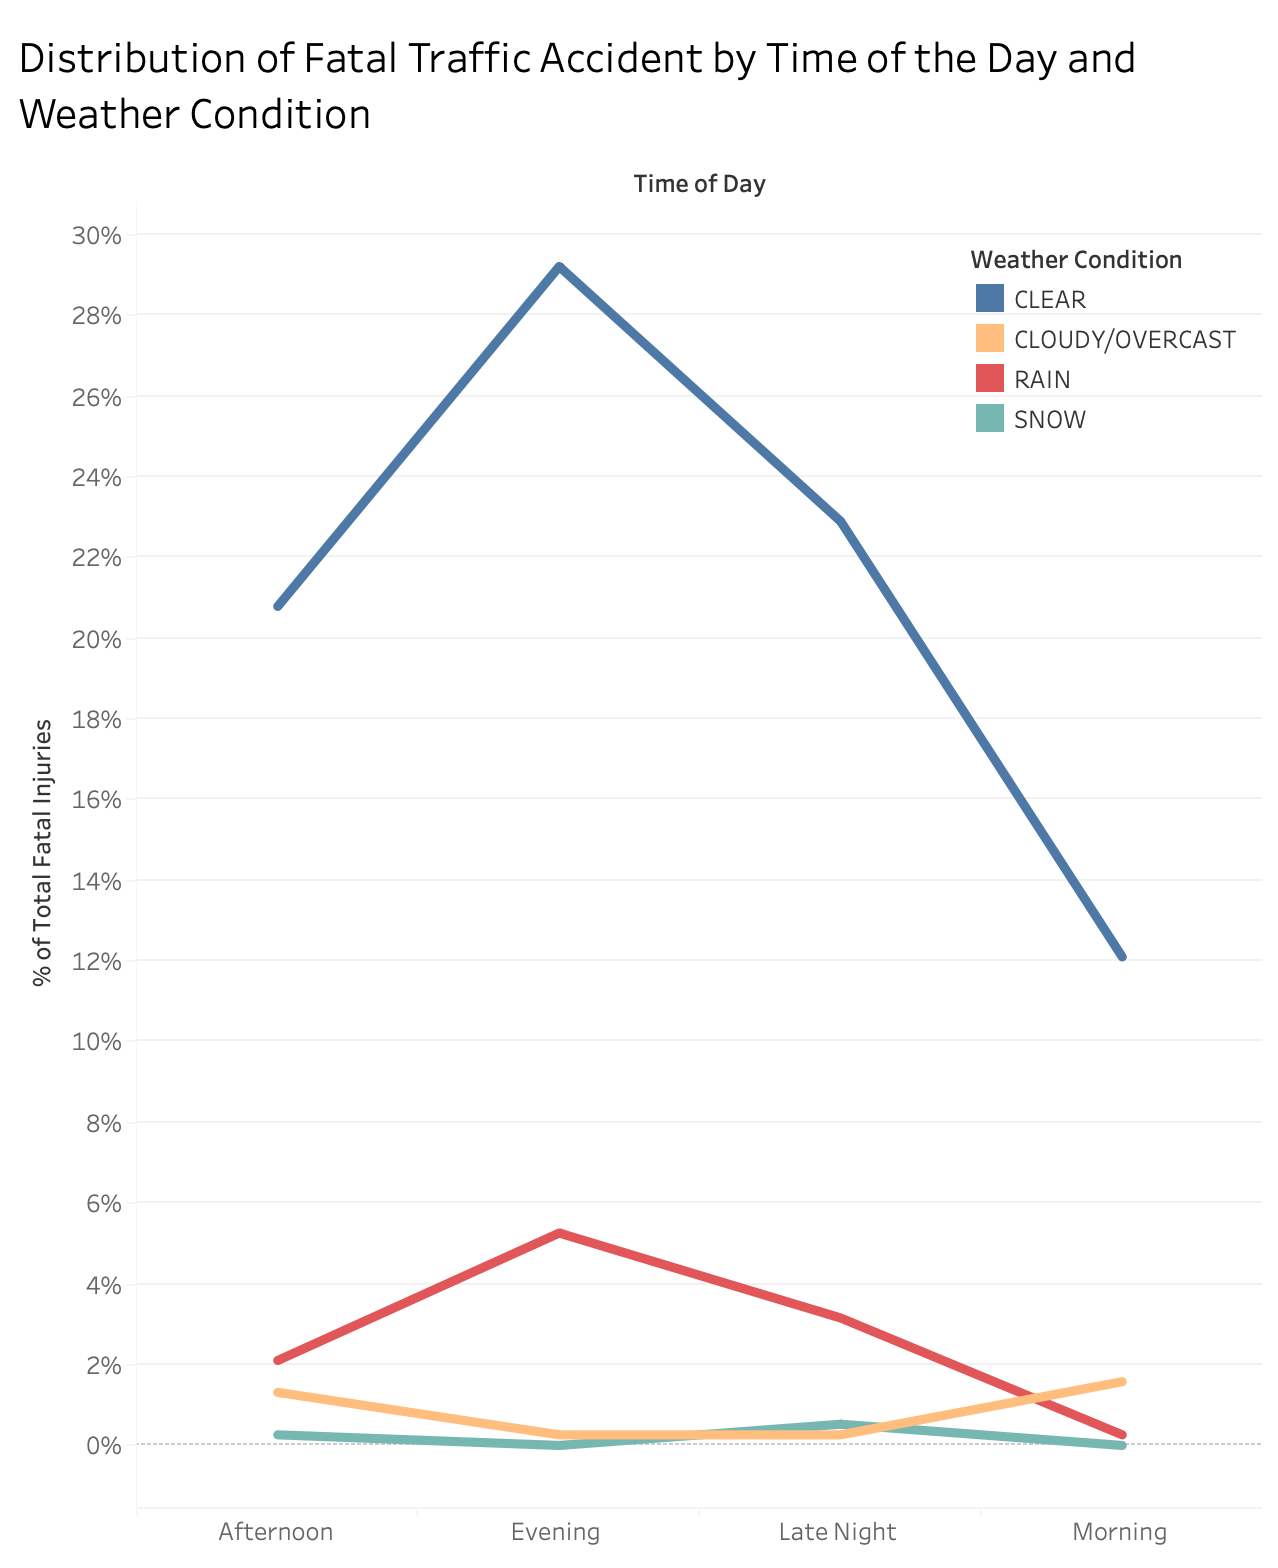 Distribution of Fatal Traffic Accident by Time of the Day and
Weather Condition
Time of Day
Weather Condition
CLEAR
CLOUDY/OVERCAST
RAIN
SNOW
% of Total Fatal Injuries
30%
28%
26%
24%
22%
20%
18%
16%
14%
12%
10%
8%
6%
4%
2%
0%
Afternoon
Evening
Late Night
Morning